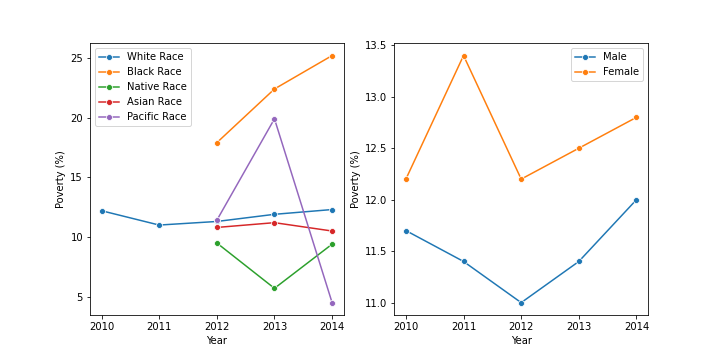 White Race
Black Race
Native Race
Asian Race
Pacific Race
25
20
15
10
5
Poverty (%)
2010 2011 2012 2013 2014
Year
Male
Female
13.5
13.0
12.5
12.0
11.5
11.0
Poverty (%)
2010 2011 2012 2013 2014
Year